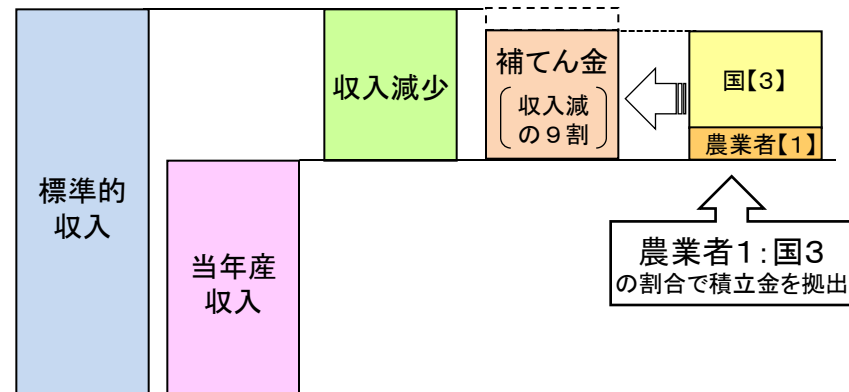 標準的
収入
当年産
収入
収入減少
補てん金
収入減
の9割
国【3】
農業者【1】
農業者1:国3
の割合で積立金を拠出